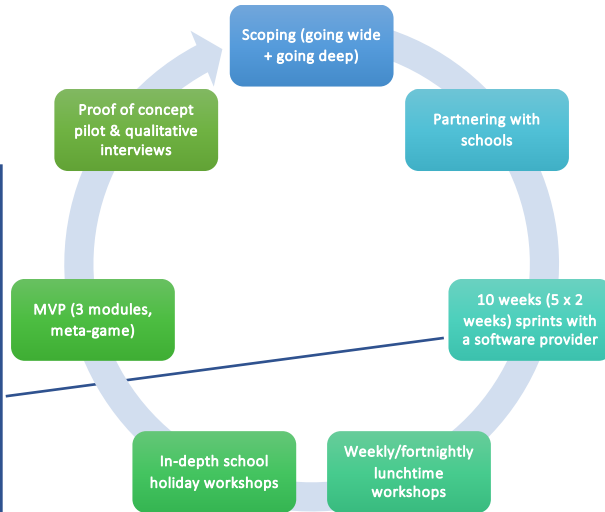 Scoping (going wide
+ going deep)
Partnering with
schools
10 weeks (5 x 2
weeks) sprints with
a software provider
Weekly/fortnightly
lunchtime
workshops
In-depth school
holiday workshops
MVP (3 modules,
meta-game)
Proof of concept
pilot & qualitative
interviews